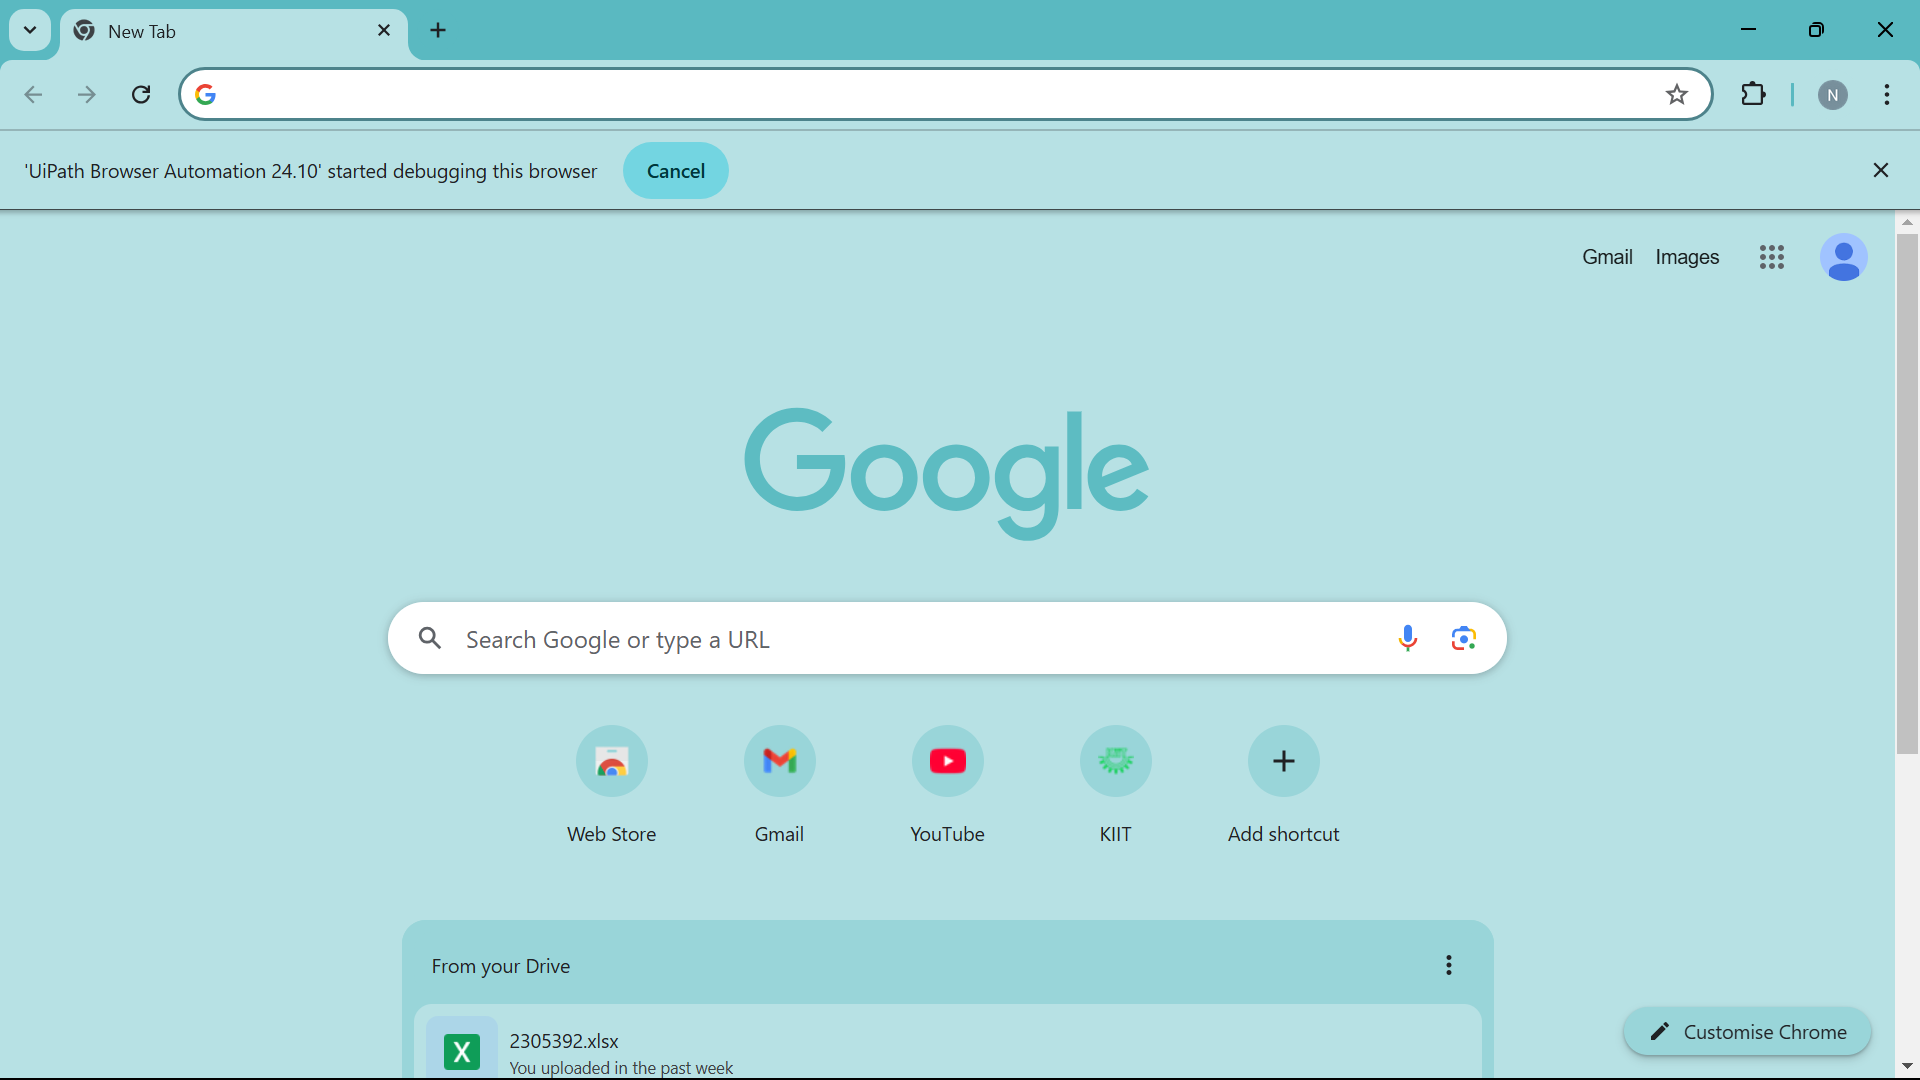 New Tab
N
'UiPath Browser Automation 24.10' started debugging this browser
Cancel
Gmail
Images
Google
Search Google or type a URL
Web Store
Gmail
YouTube
KIIT
Add shortcut
From your Drive
X
2305392.xlsx
You uploaded in the past week
Customise Chrome